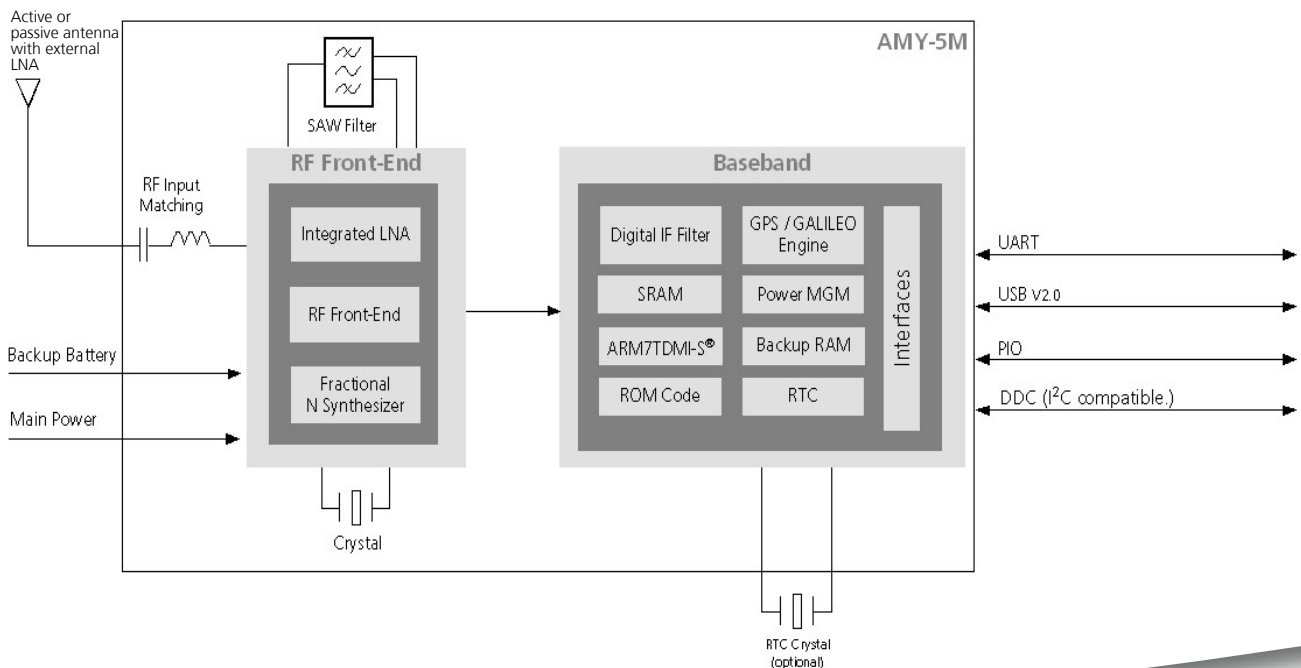 Active or
passive antenna
with external
LNA
AMY-5M
SAW Filter
RF Front-End
Baseband
RF Input
Matching
Integrated LNA
RF Front-End
Fractional
N Synthesizer
Digital IF Filter
GPS / GALILEO
Engine
SRAM
Power MGM
ARM7TDMI-S®
Backup RAM
ROM Code
RTC
Interfaces
UART
USB V2.0
PIO
DDC (I²C compatible.)
Backup Battery
Main Power
Crystal
RTC Crystal
(optional)